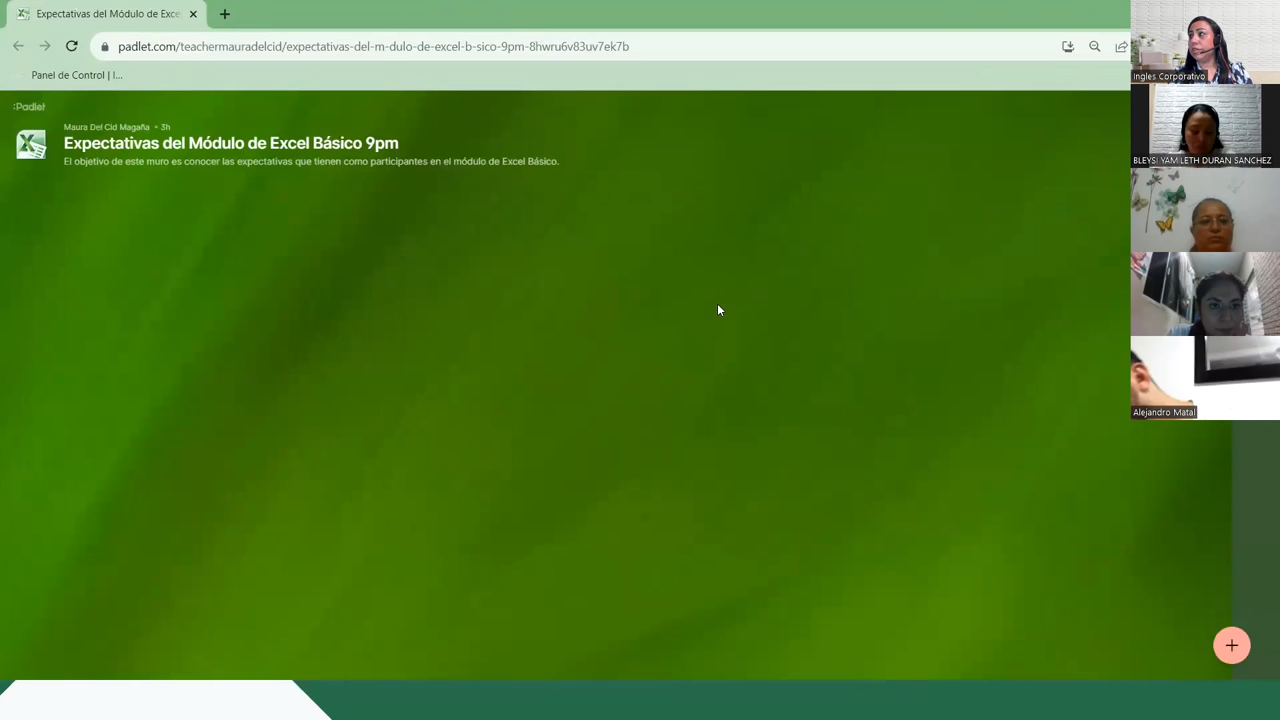 Expectativas del Módulo de Exce
padlet.com/teachermauradelcid/expectativas-del-m-dulo-de-excel-b-sico-9pm-8hwru6v83uv7ek7b
Panel de Control | I...
:Padlet
Maura Del Cid Magaña • 3h
Expectativas del Módulo de Excel Básico 9pm
El objetivo de este muro es conocer las expectativas que tienen como participantes en el módulo de Excel Básico.
Ingles Corporativo
BLEYSI YAMILETH DURAN SANCHEZ
Alejandro Matal